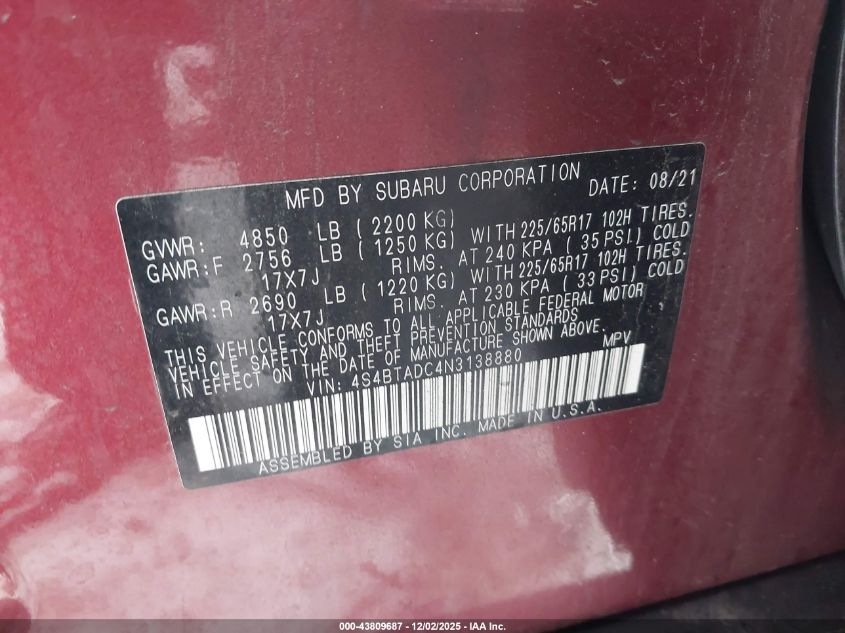 MFD BY SUBARU CORPORATION DATE: 08/21
GVWR: 4850 LB ( 2200 KG)
GAWR:F 2756 LB ( 1250 KG) WITH 225/65R17 102H TIRES.
17X7J RIMS. AT 240 KPA ( 35 PSI) COLD
GAWR:R 2690 LB ( 1220 KG) WITH 225/65R17 102H TIRES.
17X7J RIMS. AT 230 KPA ( 33 PSI) COLD
THIS VEHICLE CONFORMS TO ALL APPLICABLE FEDERAL MOTOR
VEHICLE SAFETY AND THEFT PREVENTION STANDARDS
IN EFFECT ON THE DATE OF MANUFACTURE SHOWN ABOVE.
VIN: 4S4BTADC4N3138880 MPV
ASSEMBLED BY SIA INC. MADE IN U.S.A.
000-43809687 - 12/02/2025 - IAA Inc.